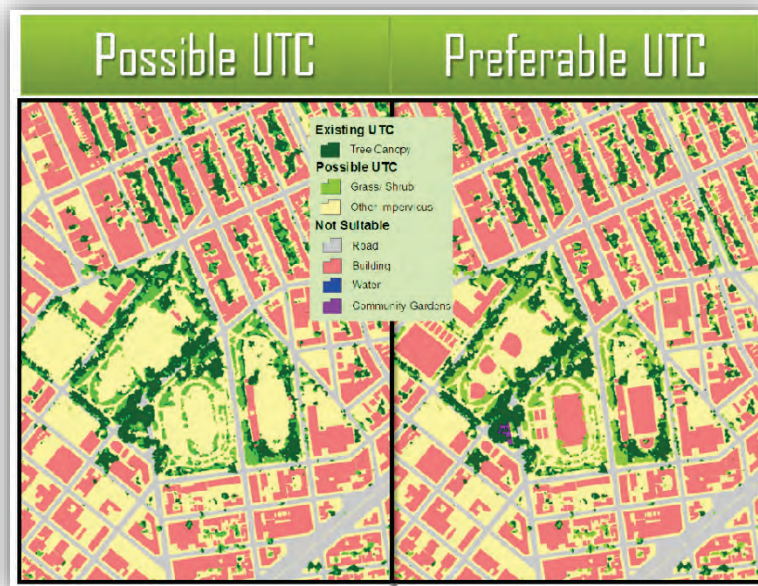 Possible UTC
Preferable UTC
Existing UTC
Tree Canopy
Possible UTC
Grass/ Shrub
Other Impervious
Not Suitable
Road
Building
Water
Community Gardens